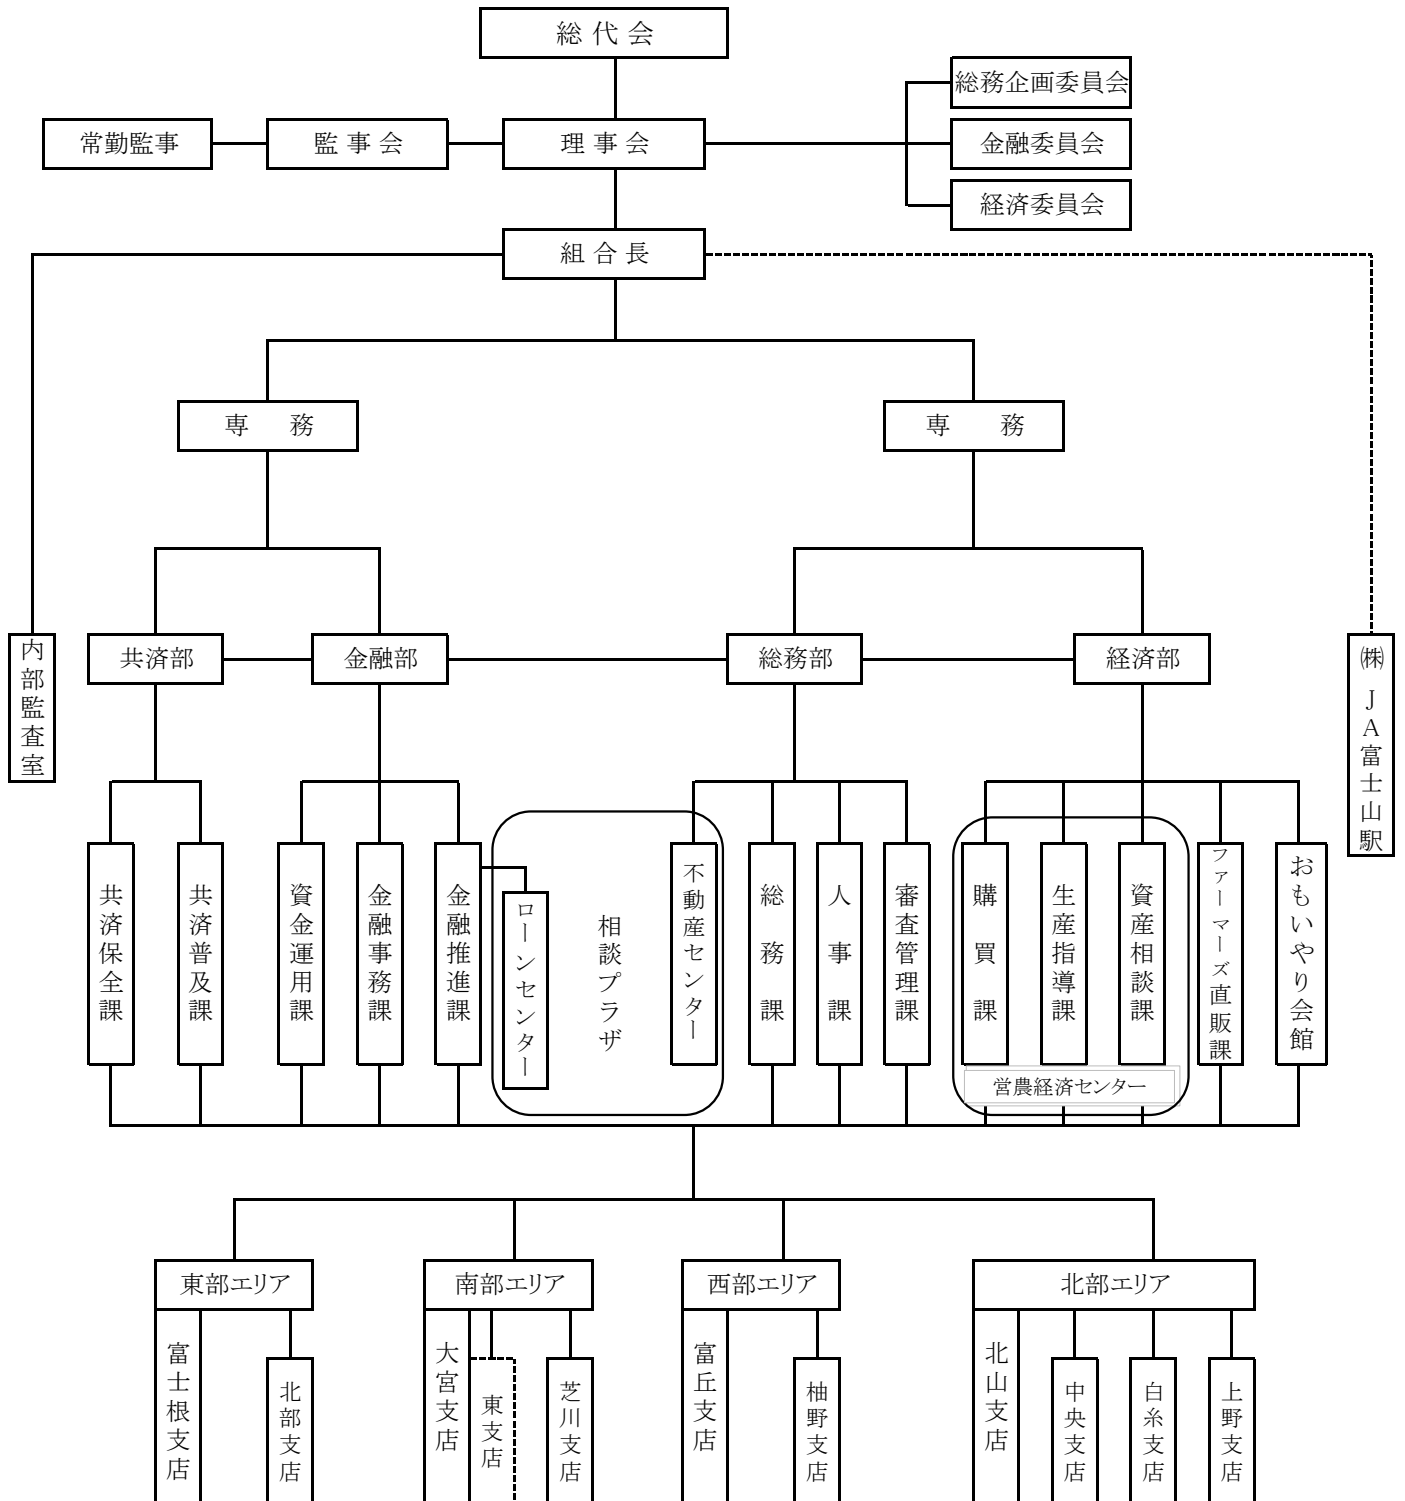 総代会
総務企画委員会
常勤監事
監事会
理事会
金融委員会
経済委員会
組合長
専務
専務
内部監査室
共済部
金融部
総務部
経済部
㈱JA富士山駅
共済保全課
共済普及課
資金運用課
金融事務課
金融推進課
ローンセンター
相談プラザ
不動産センター
総務課
人事課
審査管理課
購買課
生産指導課
資産相談課
ファーマーズ直販課
おもいやり会館
営農経済センター
東部エリア
南部エリア
西部エリア
北部エリア
富士根支店
北部支店
大宮支店
東支店
芝川支店
富丘支店
柚野支店
北山支店
中央支店
白糸支店
上野支店